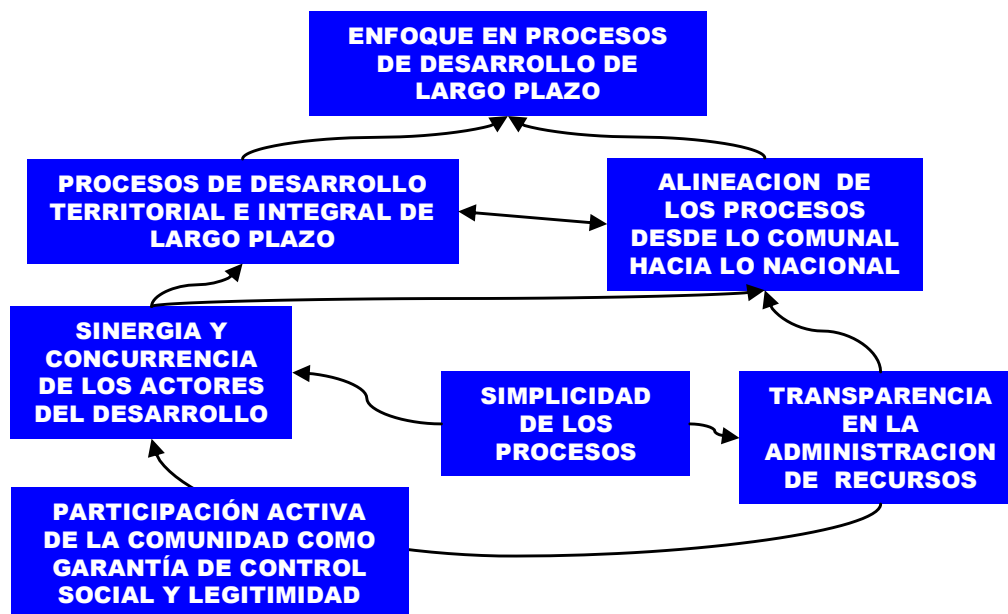 ENFOQUE EN PROCESOS
DE DESARROLLO DE
LARGO PLAZO
PROCESOS DE DESARROLLO
TERRITORIAL E INTEGRAL DE
LARGO PLAZO
ALINEACION DE
LOS PROCESOS
DESDE LO COMUNAL
HACIA LO NACIONAL
SINERGIA Y
CONCURRENCIA
DE LOS ACTORES
DEL DESARROLLO
SIMPLICIDAD
DE LOS
PROCESOS
TRANSPARENCIA
EN LA
ADMINISTRACION
DE RECURSOS
PARTICIPACIÓN ACTIVA
DE LA COMUNIDAD COMO
GARANTÍA DE CONTROL
SOCIAL Y LEGITIMIDAD